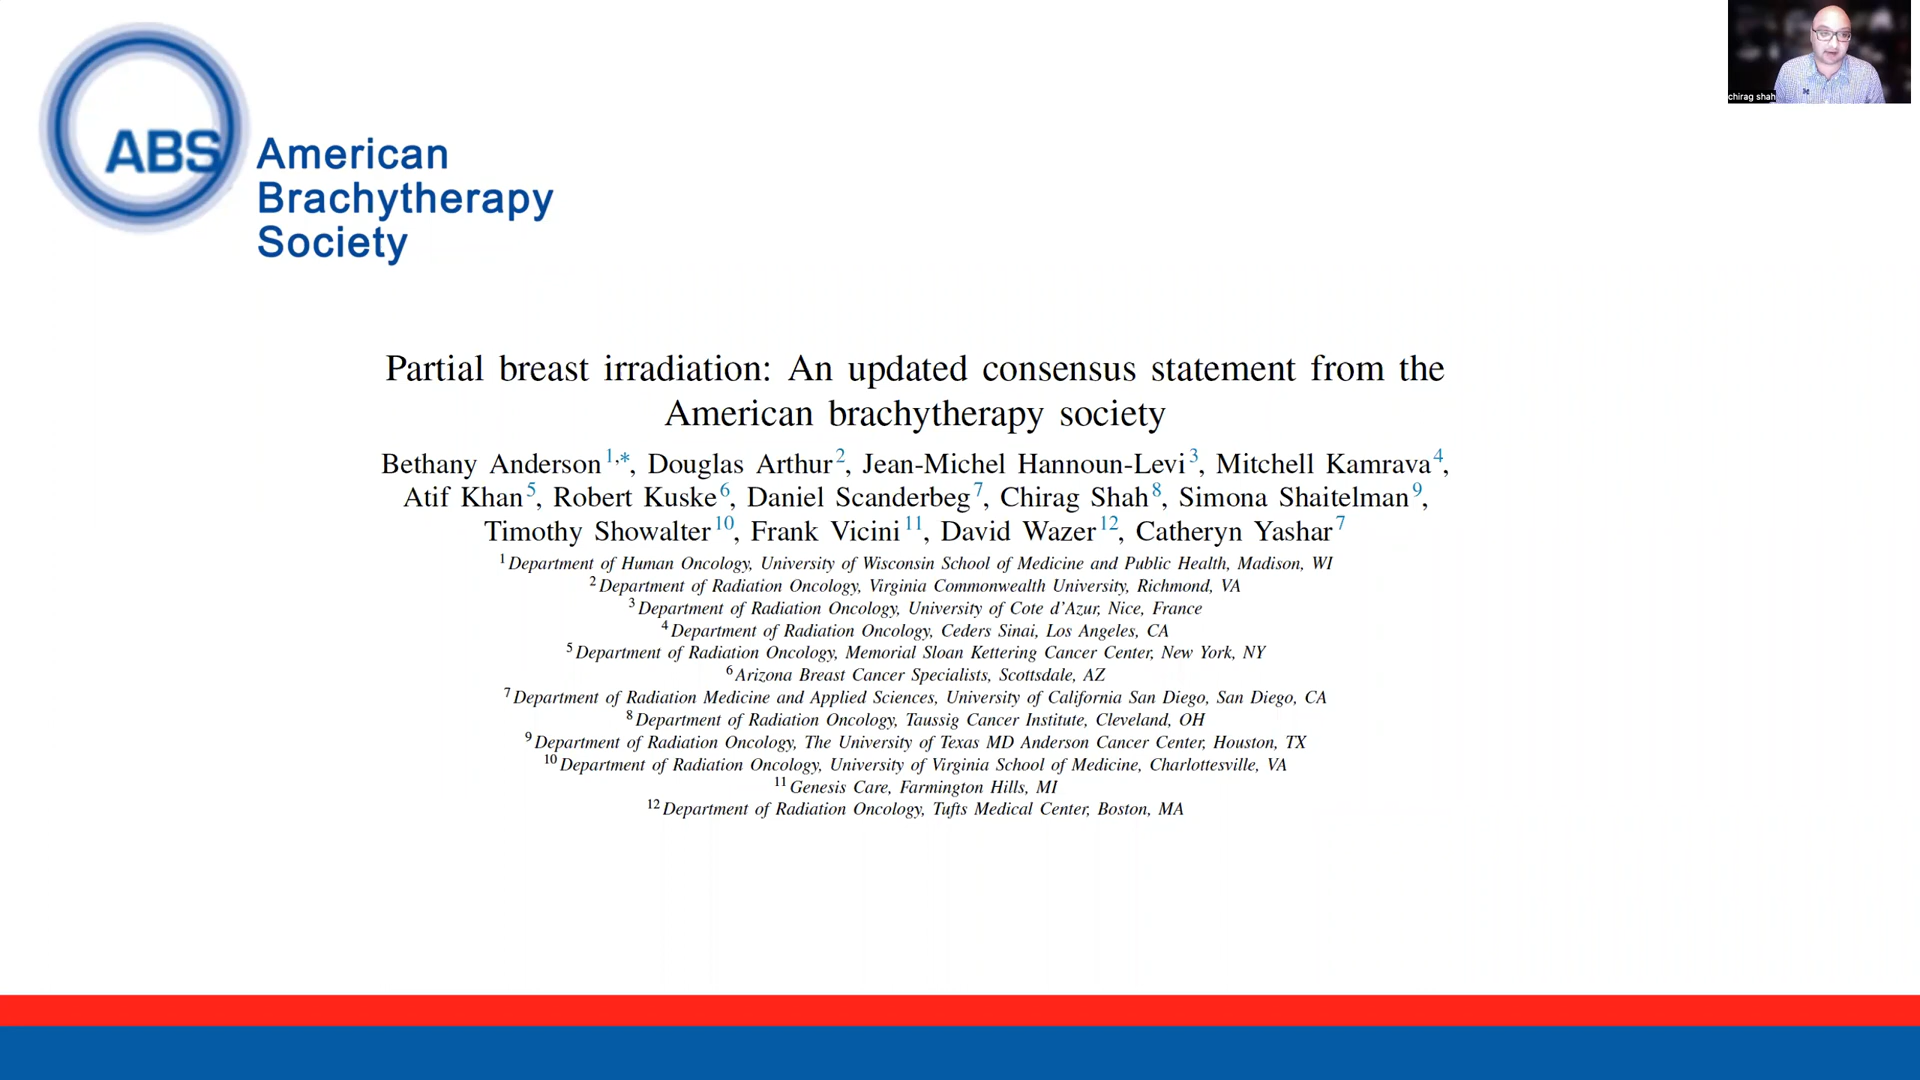 ABS
American
Brachytherapy
Society
chirag shah
Partial breast irradiation: An updated consensus statement from the
American brachytherapy society
Bethany Anderson 1,*, Douglas Arthur 2, Jean-Michel Hannoun-Levi 3, Mitchell Kamrava 4,
Atif Khan 5, Robert Kuske 6, Daniel Scanderbeg 7, Chirag Shah 8, Simona Shaitelman 9,
Timothy Showalter 10, Frank Vicini 11, David Wazer 12, Catheryn Yashar 7
1 Department of Human Oncology, University of Wisconsin School of Medicine and Public Health, Madison, WI
2 Department of Radiation Oncology, Virginia Commonwealth University, Richmond, VA
3 Department of Radiation Oncology, University of Cote d'Azur, Nice, France
4 Department of Radiation Oncology, Ceders Sinai, Los Angeles, CA
5 Department of Radiation Oncology, Memorial Sloan Kettering Cancer Center, New York, NY
6 Arizona Breast Cancer Specialists, Scottsdale, AZ
7 Department of Radiation Medicine and Applied Sciences, University of California San Diego, San Diego, CA
8 Department of Radiation Oncology, Taussig Cancer Institute, Cleveland, OH
9 Department of Radiation Oncology, The University of Texas MD Anderson Cancer Center, Houston, TX
10 Department of Radiation Oncology, University of Virginia School of Medicine, Charlottesville, VA
11 Genesis Care, Farmington Hills, MI
12 Department of Radiation Oncology, Tufts Medical Center, Boston, MA